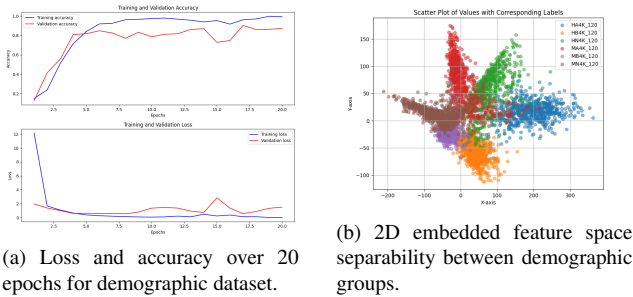 Training and Validation Accuracy
Training accuracy
Validation accuracy
0.8
0.6
0.4
0.2
Accuracy
2.5 5.0 7.5 10.0 12.5 15.0 17.5 20.0
Epochs
Training and Validation Loss
Training loss
Validation loss
12
10
8
6
4
2
0
Loss
2.5 5.0 7.5 10.0 12.5 15.0 17.5 20.0
Epochs
(a) Loss and accuracy over 20
epochs for demographic dataset.
Scatter Plot of Values with Corresponding Labels
HA4K_120
HB4K_120
HN4K_120
MA4K_120
MB4K_120
MN4K_120
150
100
50
0
−50
−100
Y-axis
−200 −100 0 100 200 300
X-axis
(b) 2D embedded feature space
separability between demographic
groups.